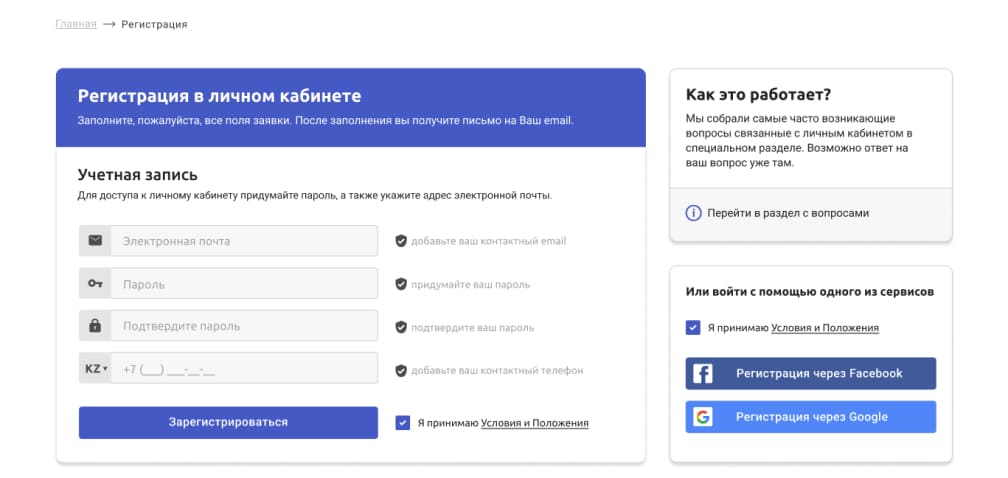 Главная → Регистрация
Регистрация в личном кабинете
Заполните, пожалуйста, все поля заявки. После заполнения вы получите письмо на Ваш email.
Учетная запись
Для доступа к личному кабинету придумайте пароль, а также укажите адрес электронной почты.
Электронная почта
добавьте ваш контактный email
Пароль
придумайте ваш пароль
Подтвердите пароль
подтвердите ваш пароль
KZ
+7 (__) ___-__-__
добавьте ваш контактный телефон
Зарегистрироваться
Я принимаю Условия и Положения
Как это работает?
Мы собрали самые часто возникающие
вопросы связанные с личным кабинетом в
специальном разделе. Возможно ответ на
ваш вопрос уже там.
Перейти в раздел с вопросами
Или войти с помощью одного из сервисов
Я принимаю Условия и Положения
Регистрация через Facebook
Регистрация через Google